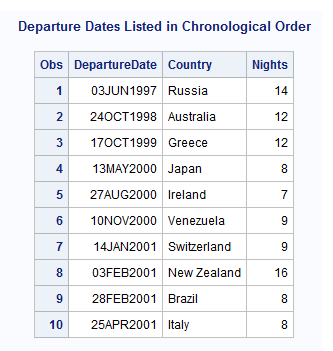 Departure Dates Listed in Chronological Order
Obs DepartureDate Country Nights
1 03JUN1997 Russia 14
2 24OCT1998 Australia 12
3 17OCT1999 Greece 12
4 13MAY2000 Japan 8
5 27AUG2000 Ireland 7
6 10NOV2000 Venezuela 9
7 14JAN2001 Switzerland 9
8 03FEB2001 New Zealand 16
9 28FEB2001 Brazil 8
10 25APR2001 Italy 8